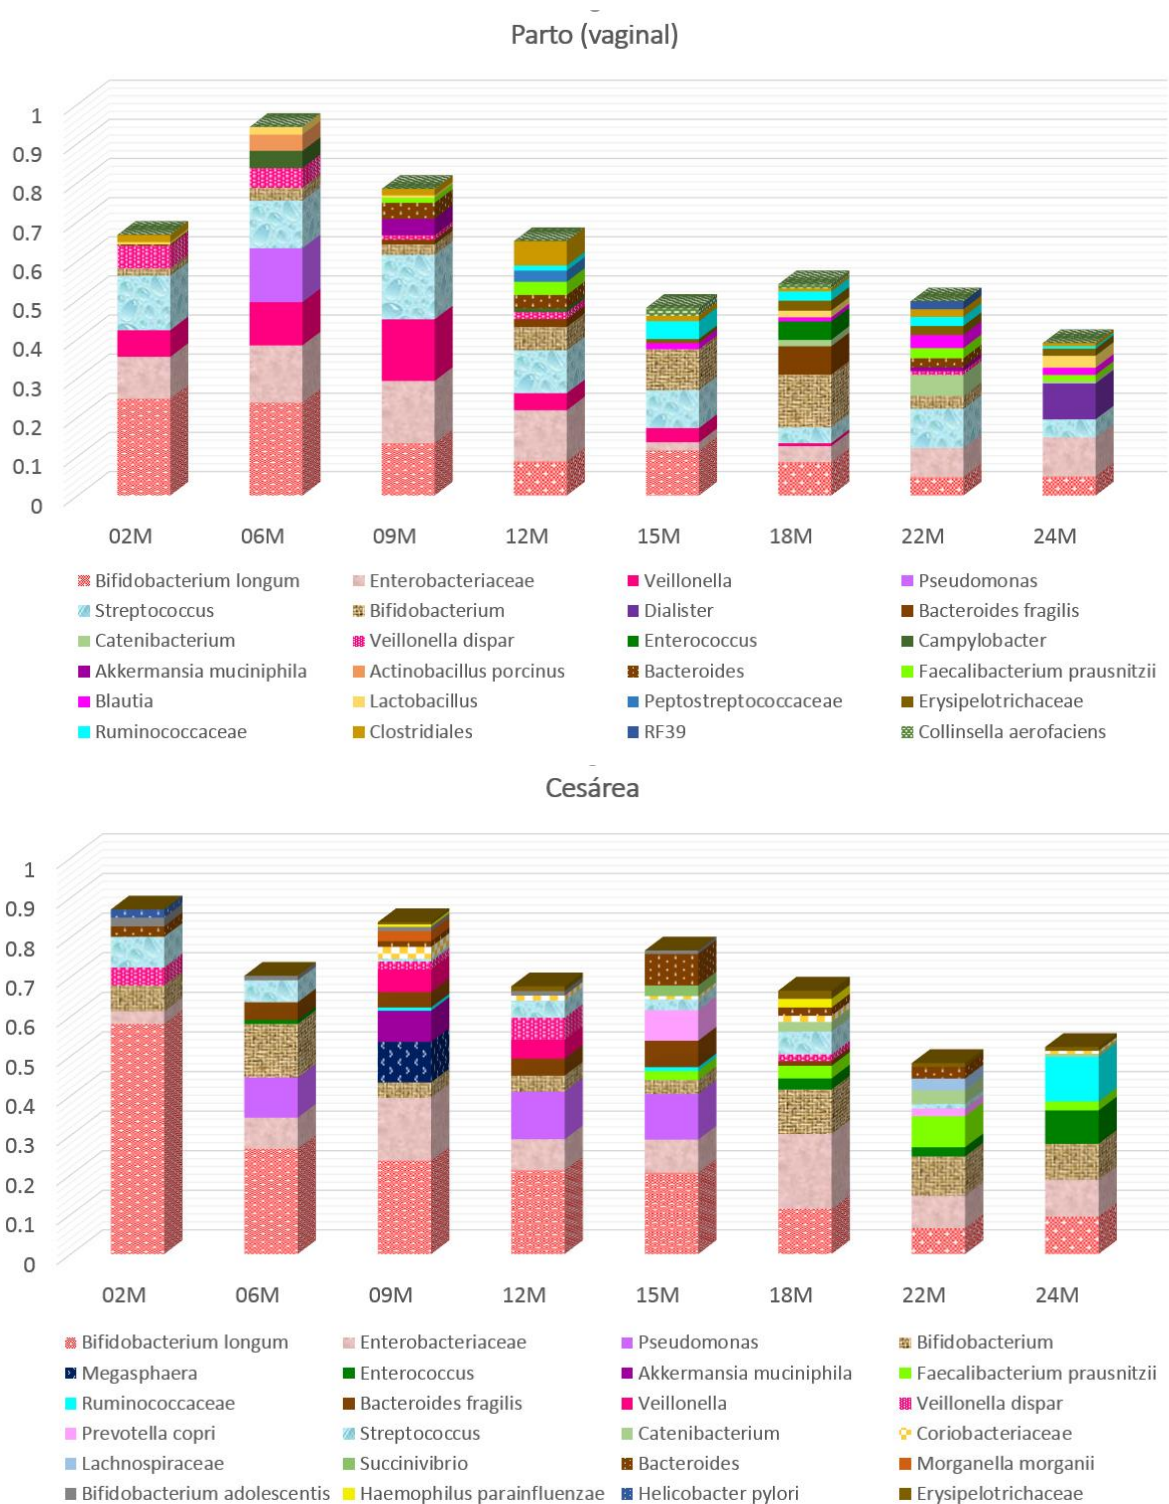 Parto (vaginal)
1
0.9
0.8
0.7
0.6
0.5
0.4
0.3
0.2
0.1
0
02M 06M 09M 12M 15M 18M 22M 24M
Bifidobacterium longum Enterobacteriaceae Veillonella Pseudomonas
Streptococcus Bifidobacterium Dialister Bacteroides fragilis
Catenibacterium Veillonella dispar Enterococcus Campylobacter
Akkermansia muciniphila Actinobacillus porcinus Bacteroides Faecalibacterium prausnitzii
Blautia Lactobacillus Peptostreptococcaceae Erysipelotrichaceae
Ruminococcaceae Clostridiales RF39 Collinsella aerofaciens
Cesárea
1
0.9
0.8
0.7
0.6
0.5
0.4
0.3
0.2
0.1
0
02M 06M 09M 12M 15M 18M 22M 24M
Bifidobacterium longum Enterobacteriaceae Pseudomonas Bifidobacterium
Megasphaera Enterococcus Akkermansia muciniphila Faecalibacterium prausnitzii
Ruminococcaceae Bacteroides fragilis Veillonella Veillonella dispar
Prevotella copri Streptococcus Catenibacterium Coriobacteriaceae
Lachnospiraceae Succinivibrio Bacteroides Morganella morganii
Bifidobacterium adolescentis Haemophilus parainfluenzae Helicobacter pylori Erysipelotrichaceae